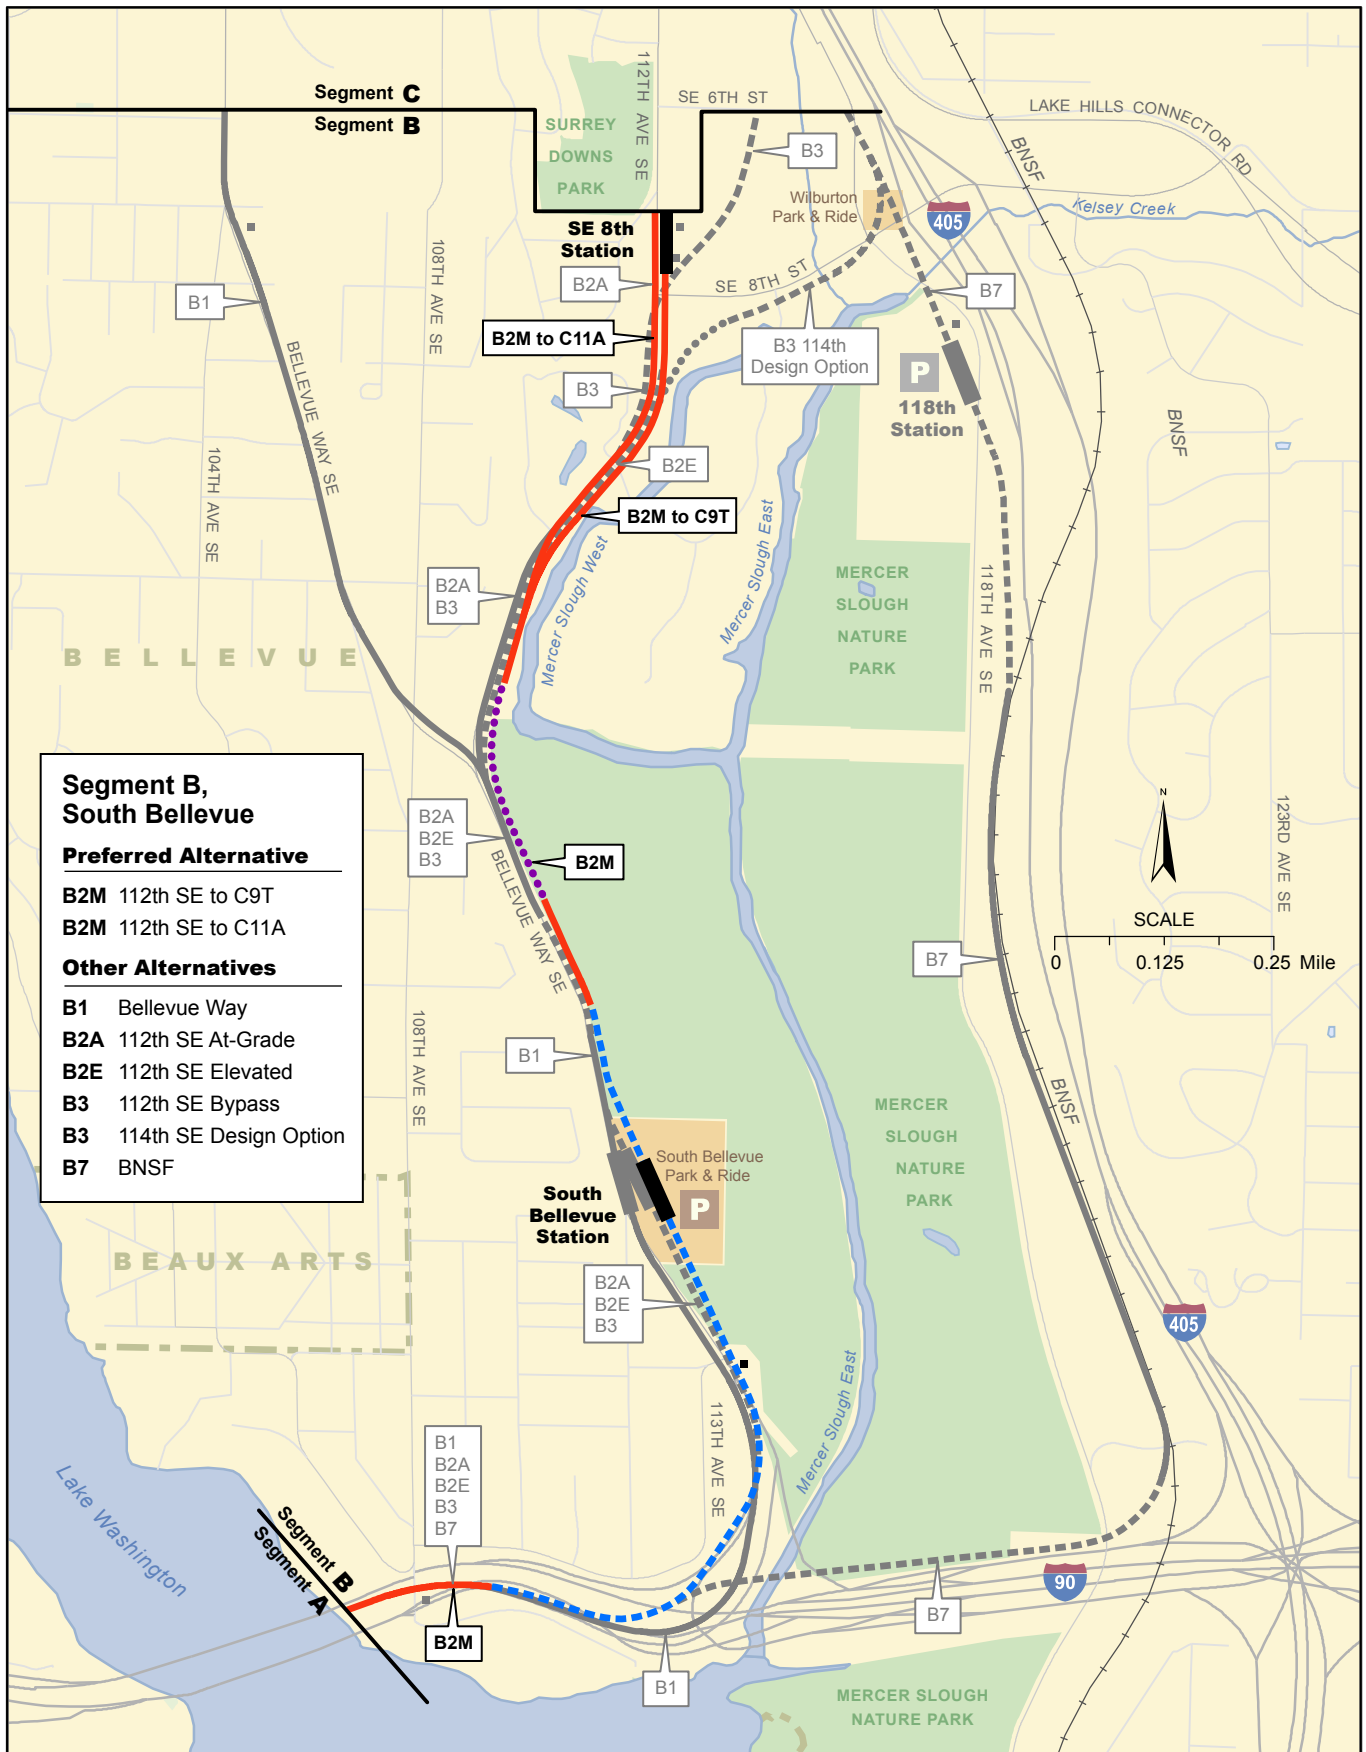 Segment C
Segment B
SURREY
DOWNS
PARK
112TH AVE SE
SE 6TH ST
B3
LAKE HILLS CONNECTOR RD
BNSF
Wilburton
Park & Ride
405
Kelsey Creek
SE 8th
Station
108TH AVE SE
B1
B2A
SE 8TH ST
B7
B2M to C11A
B3 114th
Design Option
P
118th
Station
BELLEVUE WAY SE
B3
BNSF
104TH AVE SE
B2E
B2M to C9T
Mercer Slough West
Mercer Slough East
MERCER
SLOUGH
NATURE
PARK
118TH AVE SE
B2A
B3
BELLEVUE
Segment B,
South Bellevue
Preferred Alternative
B2M 112th SE to C9T
B2M 112th SE to C11A
Other Alternatives
B1 Bellevue Way
B2A 112th SE At-Grade
B2E 112th SE Elevated
B3 112th SE Bypass
B3 114th SE Design Option
B7 BNSF
B2A
B2E
B3
B2M
BELLEVUE WAY SE
N
123RD AVE SE
SCALE
0 0.125 0.25 Mile
B7
108TH AVE SE
B1
BNSF
MERCER
SLOUGH
NATURE
PARK
South Bellevue
Park & Ride
P
South
Bellevue
Station
BEAUX ARTS
B2A
B2E
B3
405
Mercer Slough East
113TH AVE SE
B1
B2A
B2E
B3
B7
Lake Washington
Segment B
Segment A
90
B7
B2M
B1
MERCER SLOUGH
NATURE PARK